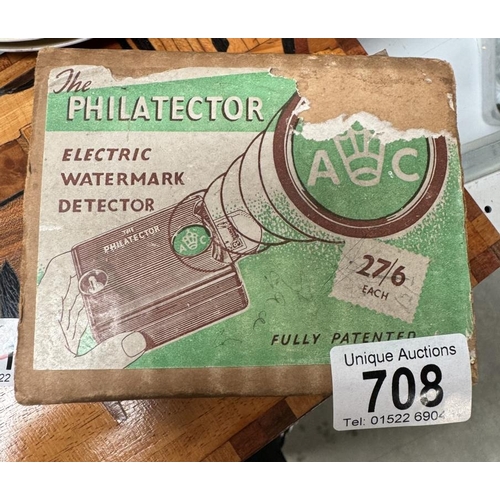 The
PHILATECTOR
ELECTRIC
WATERMARK
DETECTOR
THE
PHILATECTOR
A C
A C
27/6
EACH
FULLY PATENTED
Unique Auctions
708
Tel: 01522 6904